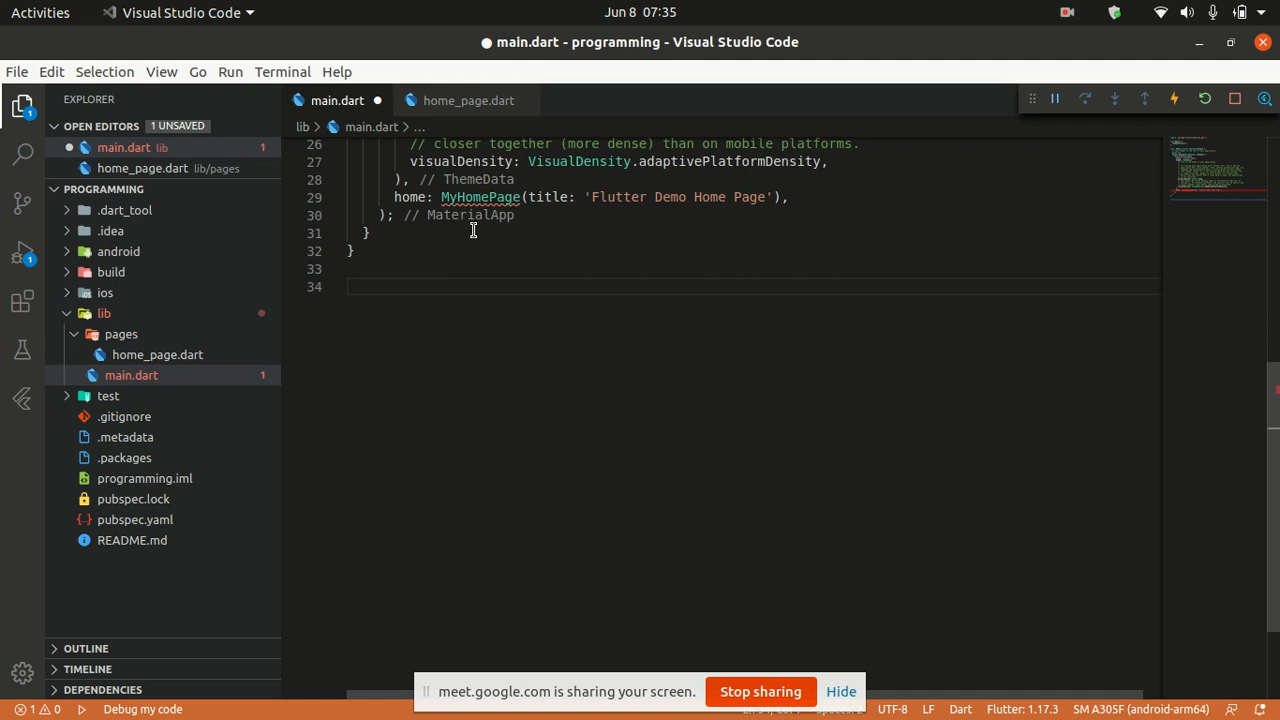 Activities
Visual Studio Code
Jun 8 07:35
main.dart - programming - Visual Studio Code
File Edit Selection View Go Run Terminal Help
EXPLORER
OPEN EDITORS 1 UNSAVED
main.dart lib 1
home_page.dart lib/pages
PROGRAMMING
.dart_tool
.idea
android
build
ios
lib
pages
home_page.dart
main.dart 1
test
.gitignore
.metadata
.packages
programming.iml
pubspec.lock
pubspec.yaml
README.md
OUTLINE
TIMELINE
DEPENDENCIES
1
1
main.dart
home_page.dart
lib > main.dart > ...
26 // closer together (more dense) than on mobile platforms.
27 visualDensity: VisualDensity.adaptivePlatformDensity,
28 ), // ThemeData
29 home: MyHomePage(title: 'Flutter Demo Home Page'),
30 ); // MaterialApp
31 }
32 }
33
34
meet.google.com is sharing your screen.
Stop sharing
Hide
1 0
Debug my code
UTF-8
LF
Dart
Flutter: 1.17.3
SM A305F (android-arm64)